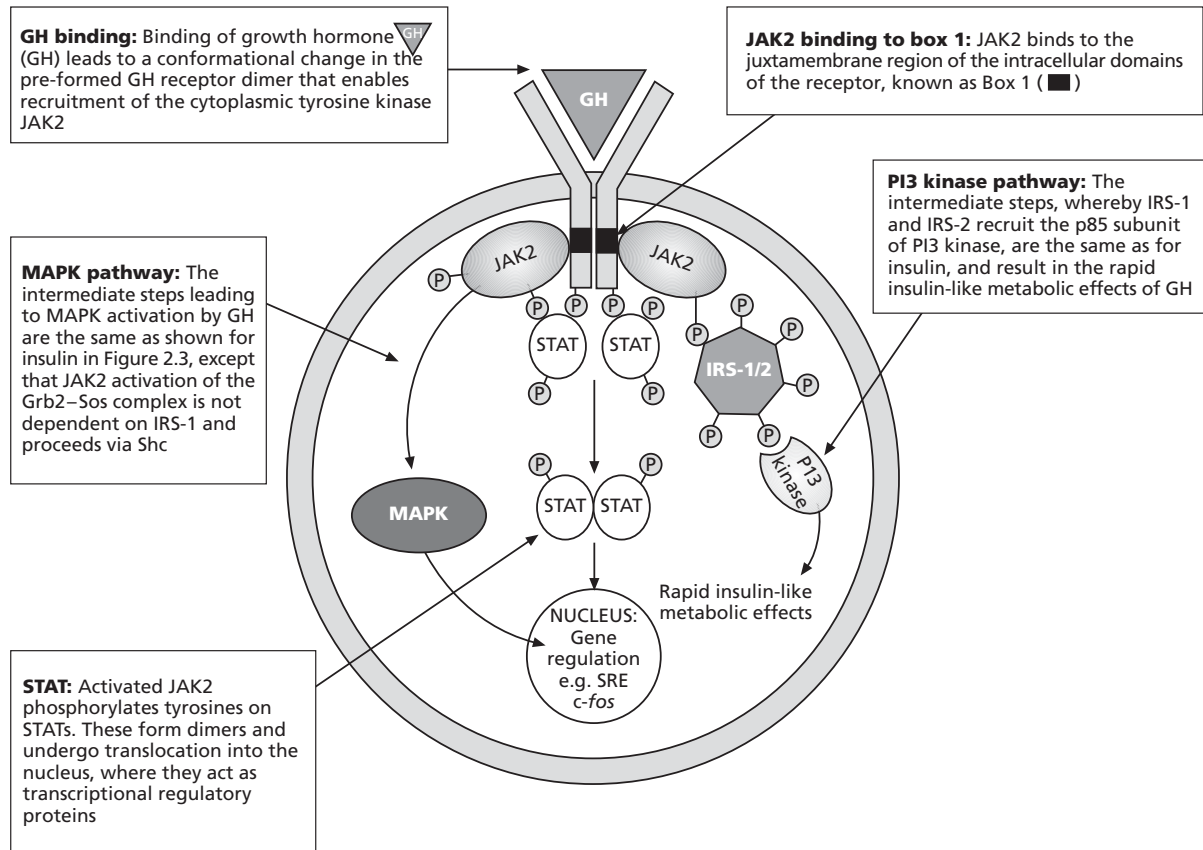 GH binding: Binding of growth hormone GH
(GH) leads to a conformational change in the
pre-formed GH receptor dimer that enables
recruitment of the cytoplasmic tyrosine kinase
JAK2
JAK2 binding to box 1: JAK2 binds to the
juxtamembrane region of the intracellular domains
of the receptor, known as Box 1 ( )
GH
PI3 kinase pathway: The
intermediate steps, whereby IRS-1
and IRS-2 recruit the p85 subunit
of PI3 kinase, are the same as for
insulin, and result in the rapid
insulin-like metabolic effects of GH
MAPK pathway: The
intermediate steps leading
to MAPK activation by GH
are the same as shown for
insulin in Figure 2.3, except
that JAK2 activation of the
Grb2–Sos complex is not
dependent on IRS-1 and
proceeds via Shc
JAK2
JAK2
P
P
P
P
P
P
P
P
P
P
STAT
STAT
IRS-1/2
P
P
P
P
P
P
P
P
STAT
STAT
P13
kinase
MAPK
Rapid insulin-like
metabolic effects
NUCLEUS:
Gene
regulation
e.g. SRE
c-fos
STAT: Activated JAK2
phosphorylates tyrosines on
STATs. These form dimers and
undergo translocation into the
nucleus, where they act as
transcriptional regulatory
proteins